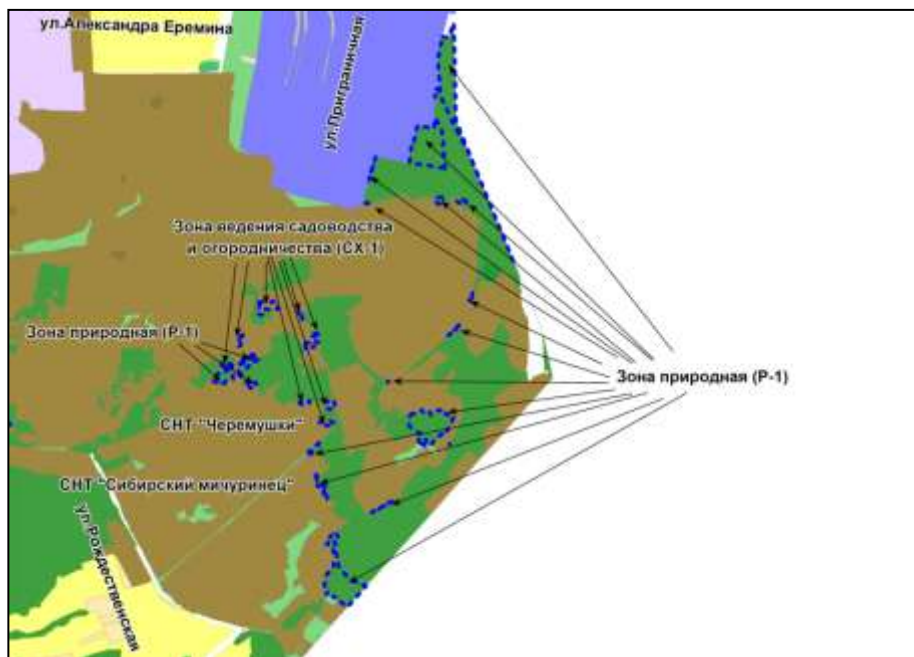 ул.Александра Еремина
ул.Приграничная
Зона ведения садоводства
и огородничества (СХ-1)
Зона природная (Р-1)
Зона природная (Р-1)
СНТ "Черемушки"
СНТ "Сибирский мичуринец"
ул.Рождественская